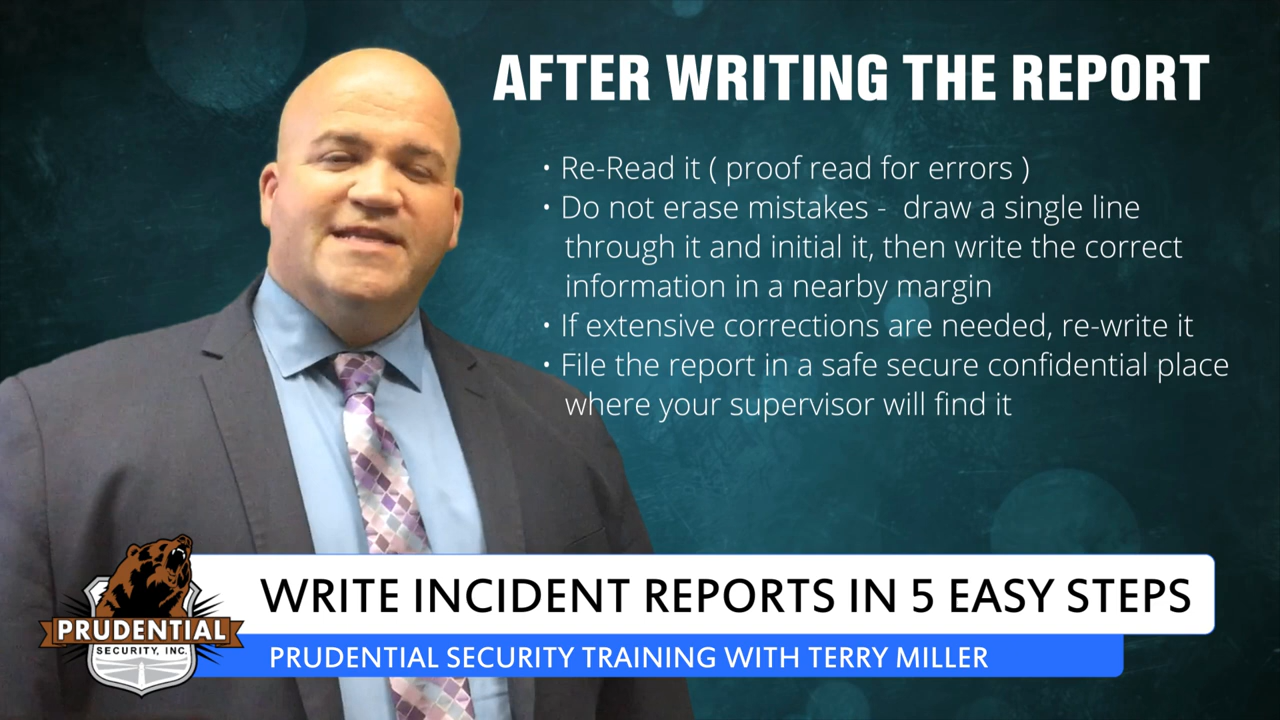 AFTER WRITING THE REPORT
• Re-Read it ( proof read for errors )
• Do not erase mistakes - draw a single line
through it and initial it, then write the correct
information in a nearby margin
• If extensive corrections are needed, re-write it
• File the report in a safe secure confidential place
where your supervisor will find it
WRITE INCIDENT REPORTS IN 5 EASY STEPS
PRUDENTIAL SECURITY TRAINING WITH TERRY MILLER
PRUDENTIAL
SECURITY, INC.